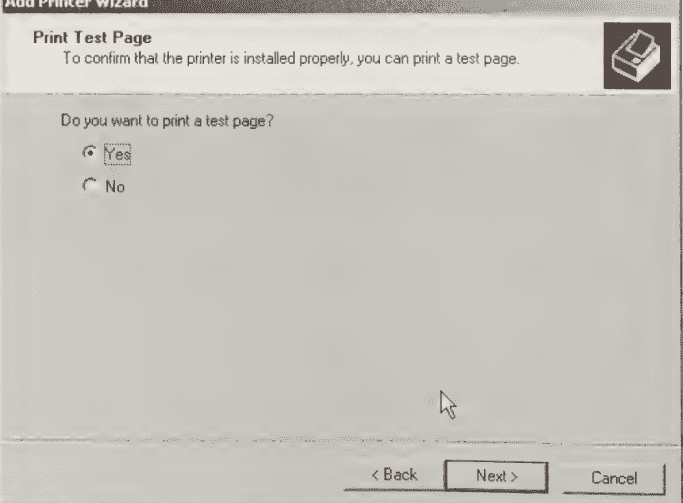 Add Printer Wizard
Print Test Page
To confirm that the printer is installed properly, you can print a test page.
Do you want to print a test page?
Yes
No
< Back
Next >
Cancel